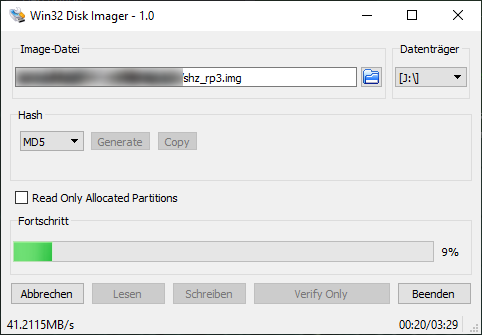 Win32 Disk Imager - 1.0
Image-Datei
Datenträger
/shz_rp3.img
[J:\]
Hash
MD5
Generate
Copy
Read Only Allocated Partitions
Fortschritt
9%
Abbrechen
Lesen
Schreiben
Verify Only
Beenden
41.2115MB/s
00:20/03:29